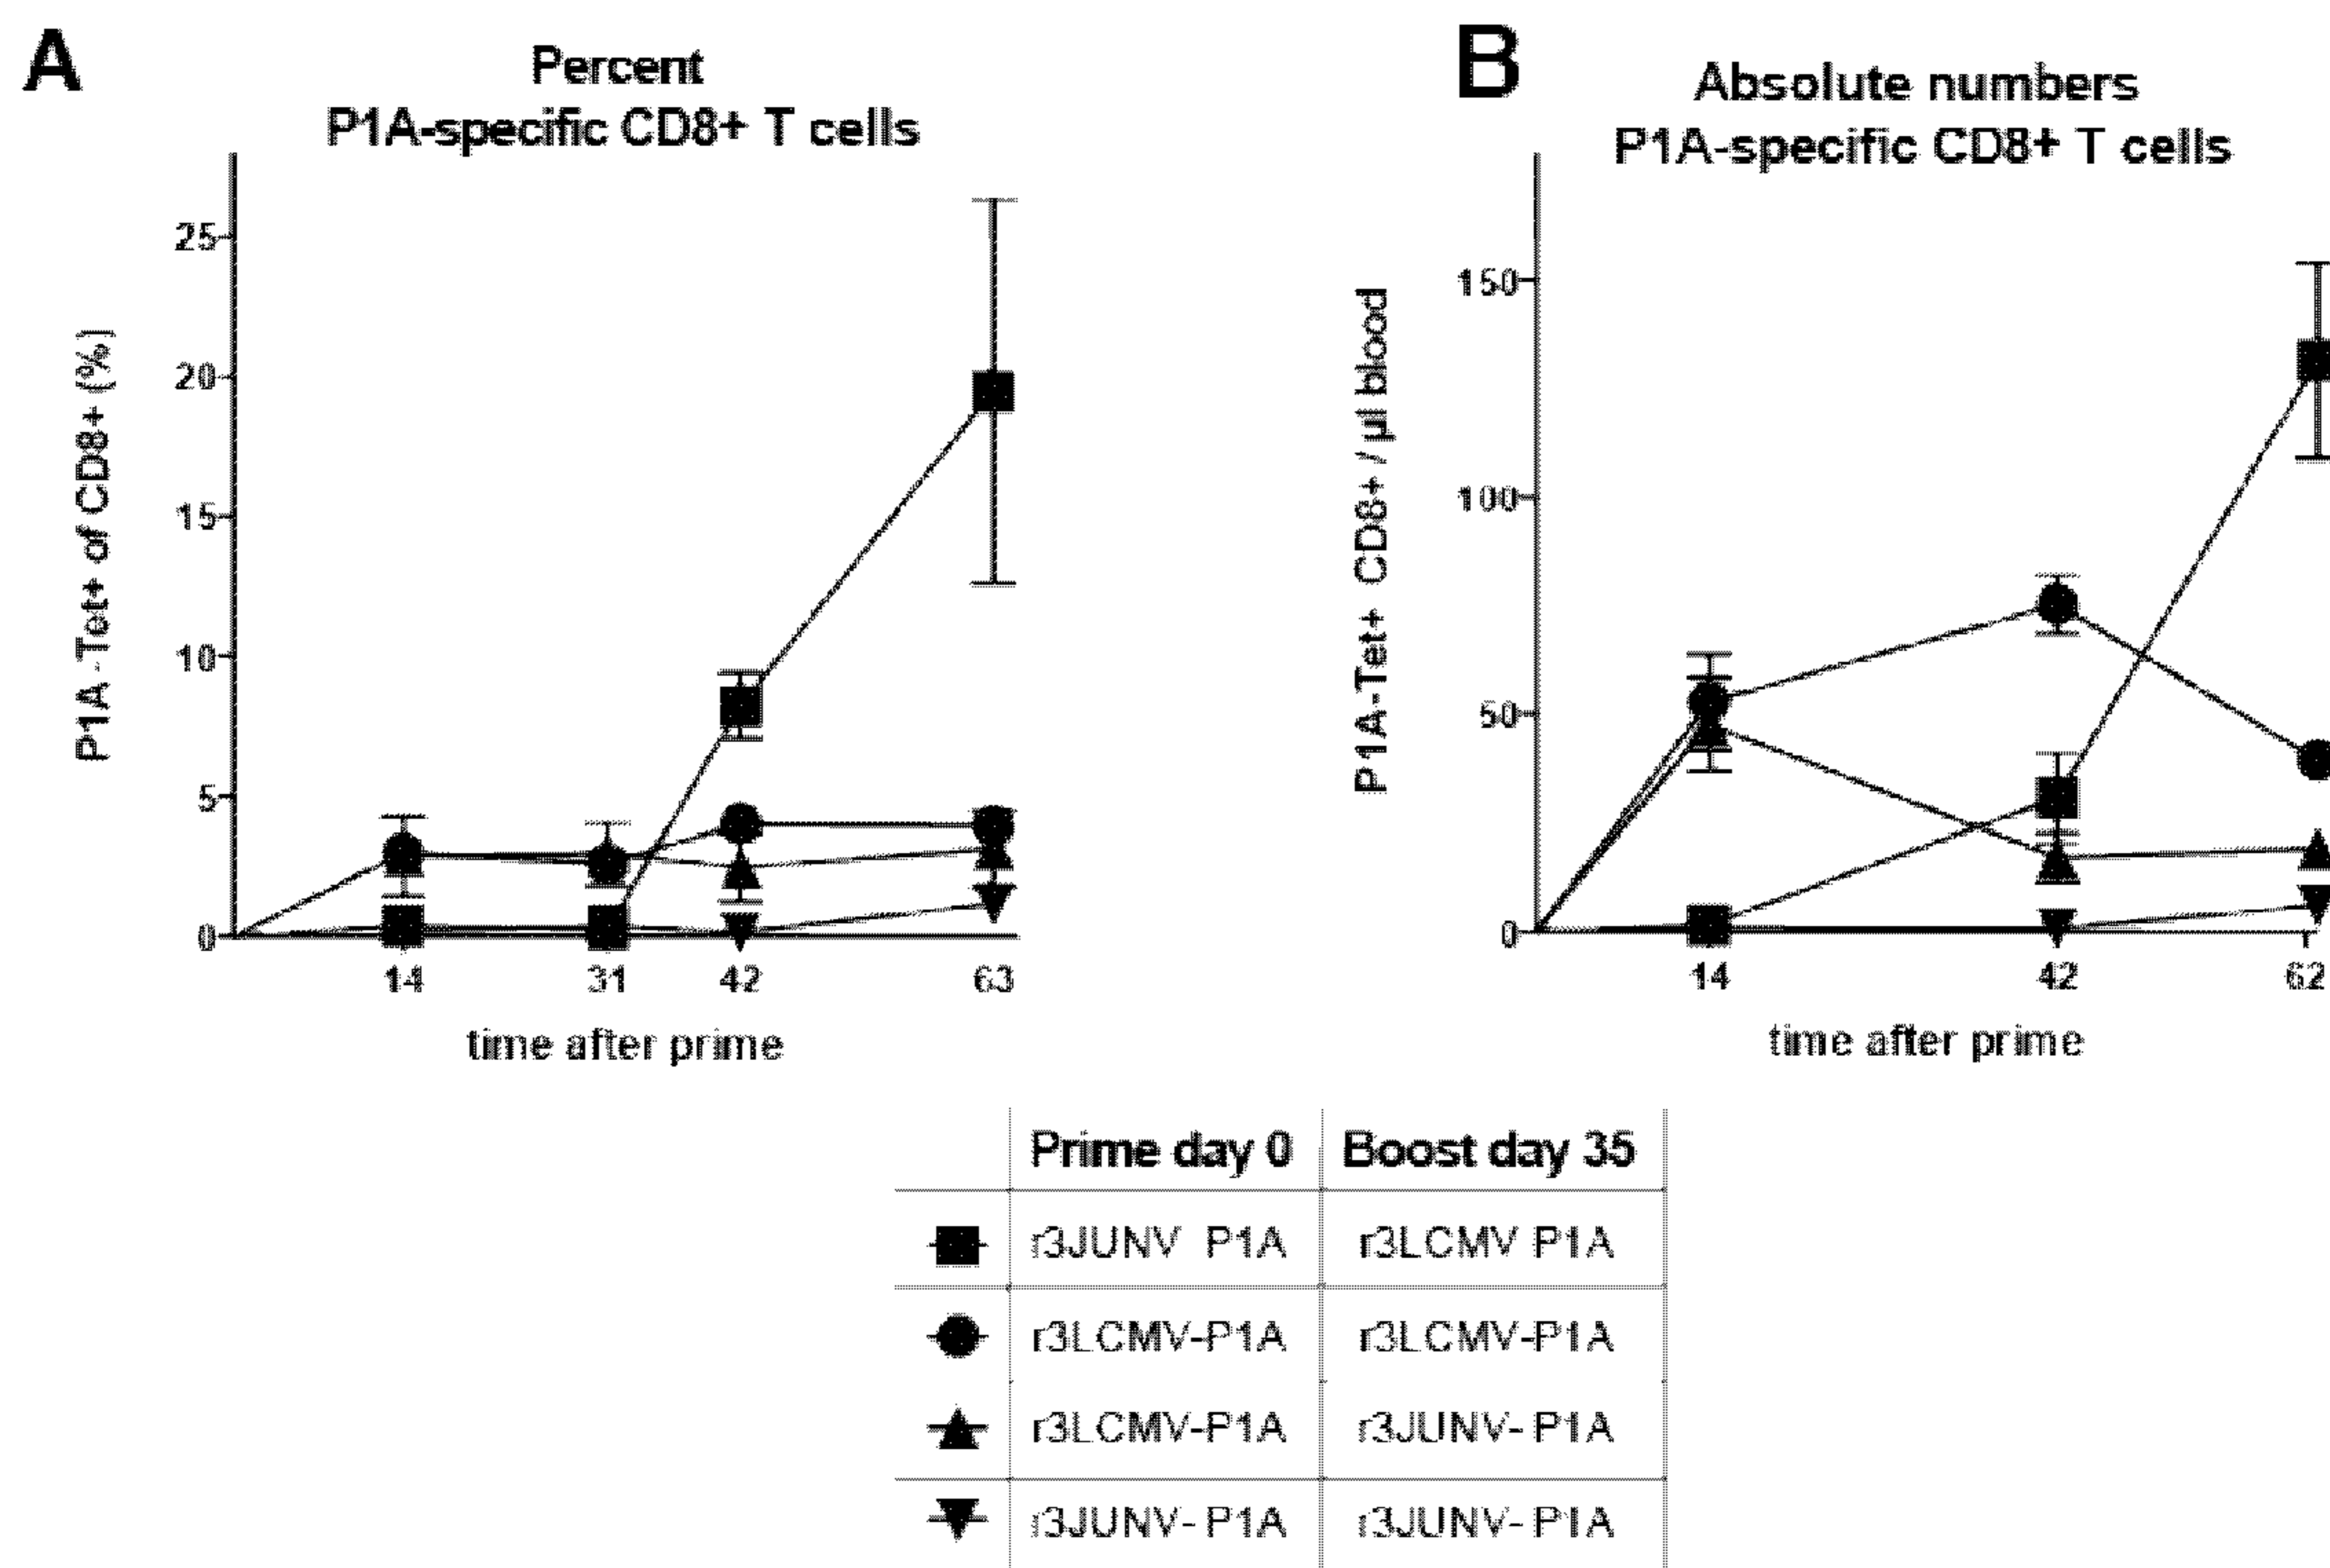 A
Percent
P1A-specific CD8+ T cells
P1A-Tet+ of CD8+ (%)
25
20
15
10
5
0
14 31 42 63
time after prime
B
Absolute numbers
P1A-specific CD8+ T cells
P1A-Tet+ CD8+ / µl blood
150
100
50
0
14 42 62
time after prime
Prime day 0 Boost day 35
r3JUNV P1A r3LCMV P1A
r3LCMV-P1A r3LCMV-P1A
r3LCMV-P1A r3JUNV- P1A
r3JUNV- P1A r3JUNV- P1A